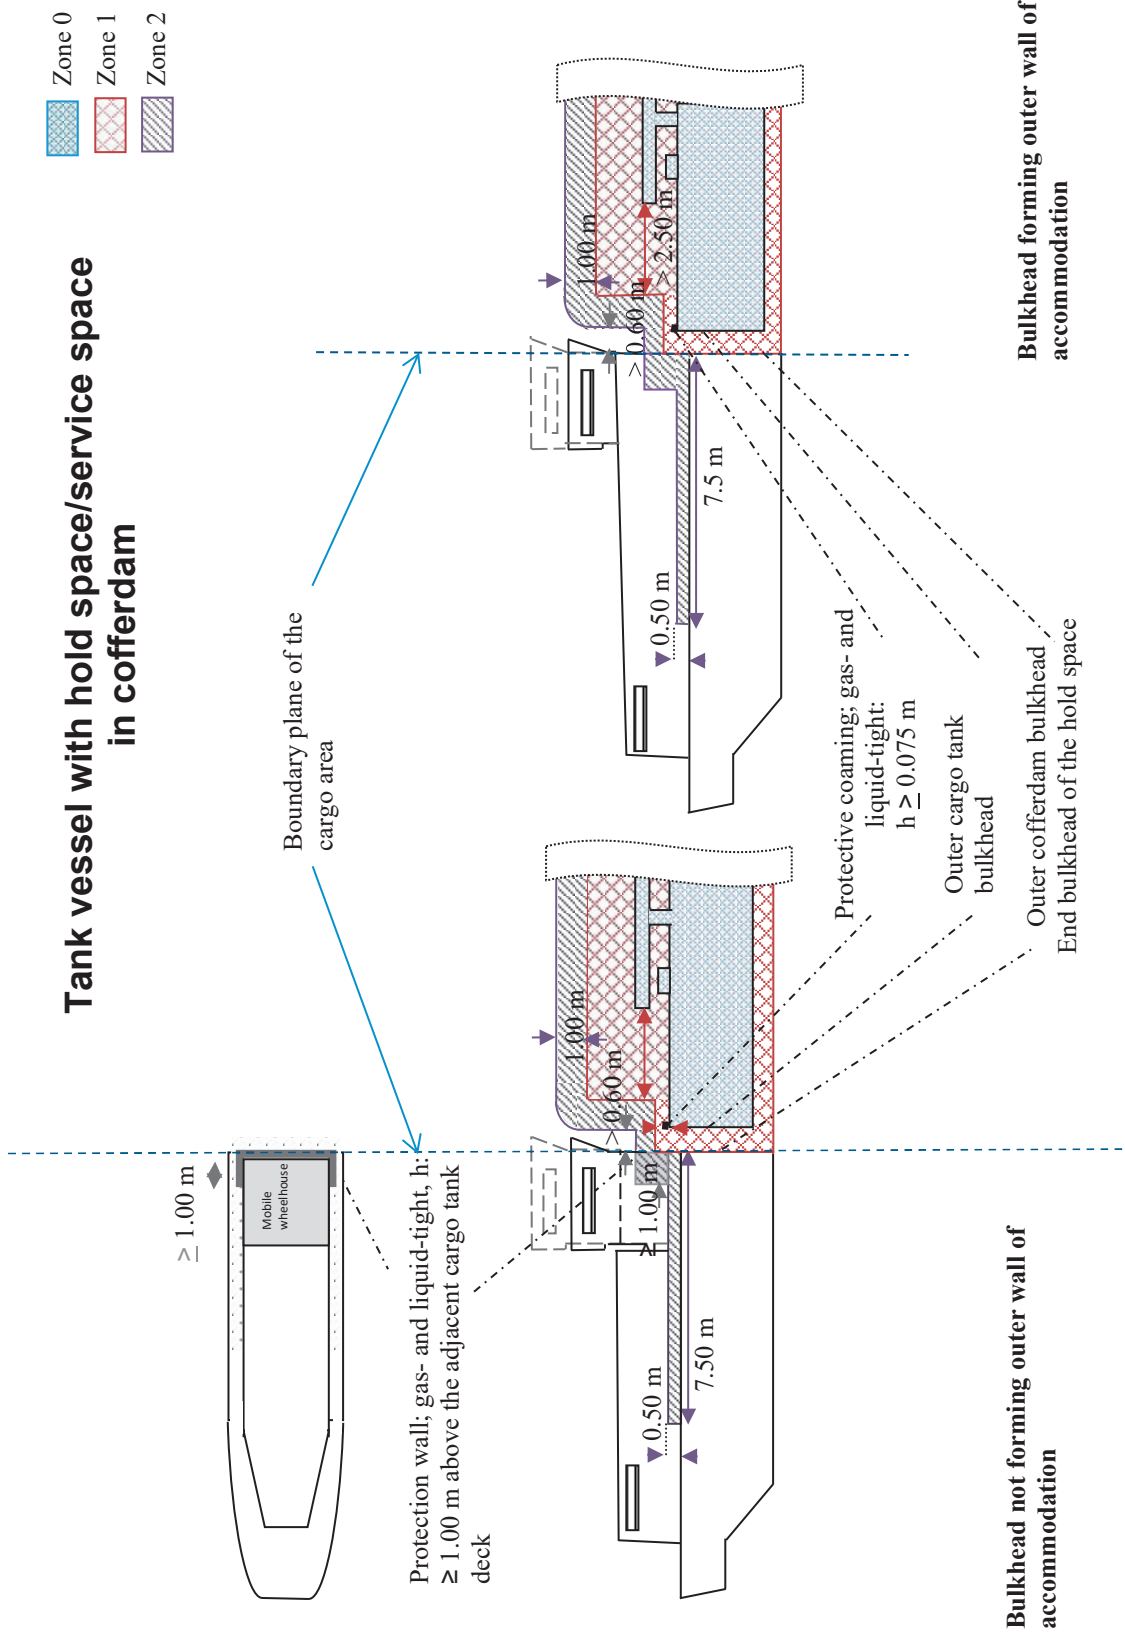 Tank vessel with hold space/service space
in cofferdam
Zone 0
Zone 1
Zone 2
≥ 1.00 m
Mobile
wheelhouse
Boundary plane of the
cargo area
Protection wall; gas- and liquid-tight, h:
≥ 1.00 m above the adjacent cargo tank
deck
1.00 m
> 0.60 m
≥ 1.00 m
0.50 m
7.50 m
1.00 m
> 0.60 m
> 2.50 m
0.50 m
7.5 m
Protective coaming; gas- and
liquid-tight:
h ≥ 0.075 m
Outer cargo tank
bulkhead
Outer cofferdam bulkhead
End bulkhead of the hold space
Bulkhead not forming outer wall of
accommodation
Bulkhead forming outer wall of
accommodation